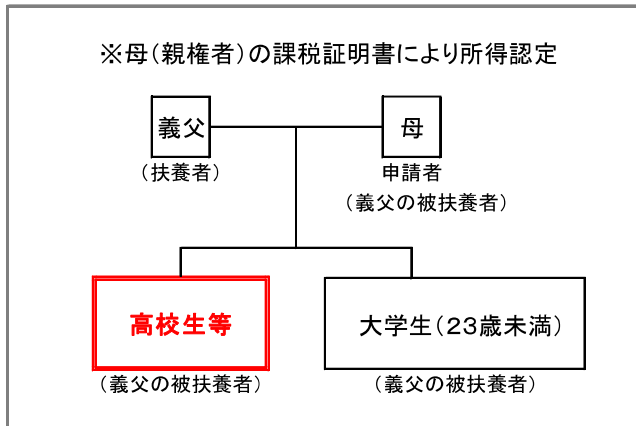 ※母（親権者）の課税証明書により所得認定
義父
母
（扶養者）
申請者
（義父の被扶養者）
高校生等
大学生（２３歳未満）
（義父の被扶養者）
（義父の被扶養者）